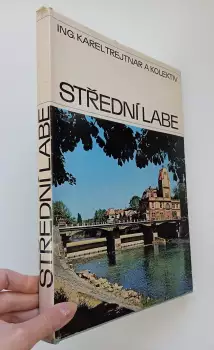 ING. KAREL TREJTNAR A KOLEKTIV
STŘEDNÍ LABE
STŘEDNÍ LABE